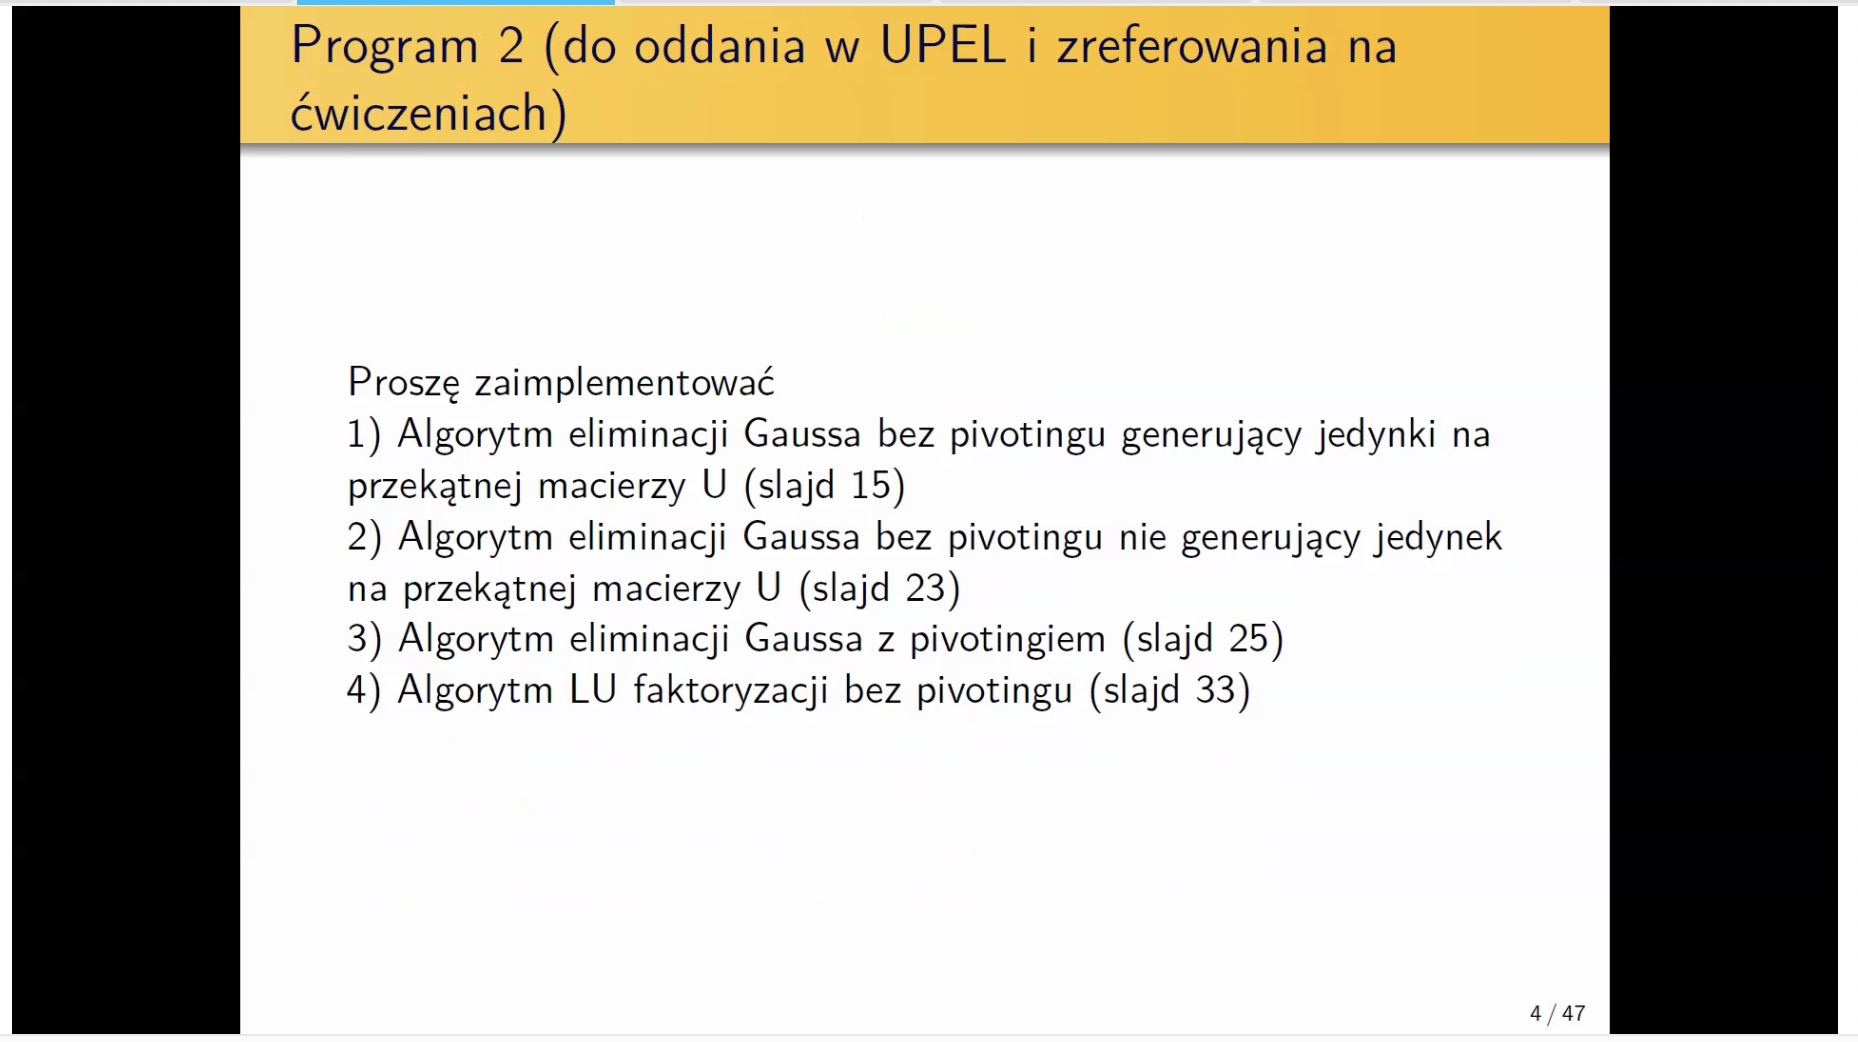 Program 2 (do oddania w UPEL i zreferowania na
ćwiczeniach)
Proszę zaimplementować
1) Algorytm eliminacji Gaussa bez pivotingu generujący jedynki na
przekątnej macierzy U (slajd 15)
2) Algorytm eliminacji Gaussa bez pivotingu nie generujący jedynek
na przekątnej macierzy U (slajd 23)
3) Algorytm eliminacji Gaussa z pivotingiem (slajd 25)
4) Algorytm LU faktoryzacji bez pivotingu (slajd 33)
4 / 47